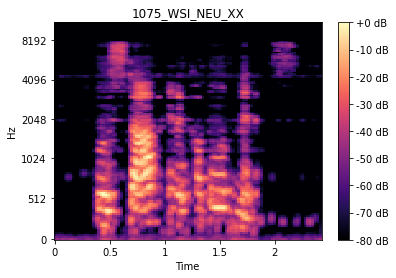 1075_WSI_NEU_XX
Hz
8192
4096
2048
1024
512
0
0
0.5
1
1.5
2
Time
+0 dB
-10 dB
-20 dB
-30 dB
-40 dB
-50 dB
-60 dB
-70 dB
-80 dB